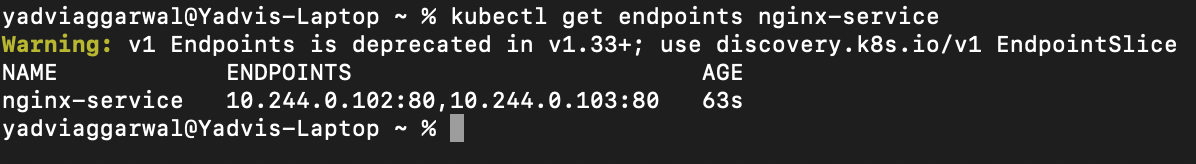 yadviaggarwal@Yadvis-Laptop ~ % kubectl get endpoints nginx-service
Warning: v1 Endpoints is deprecated in v1.33+; use discovery.k8s.io/v1 EndpointSlice
NAME            ENDPOINTS                         AGE
nginx-service   10.244.0.102:80,10.244.0.103:80   63s
yadviaggarwal@Yadvis-Laptop ~ %